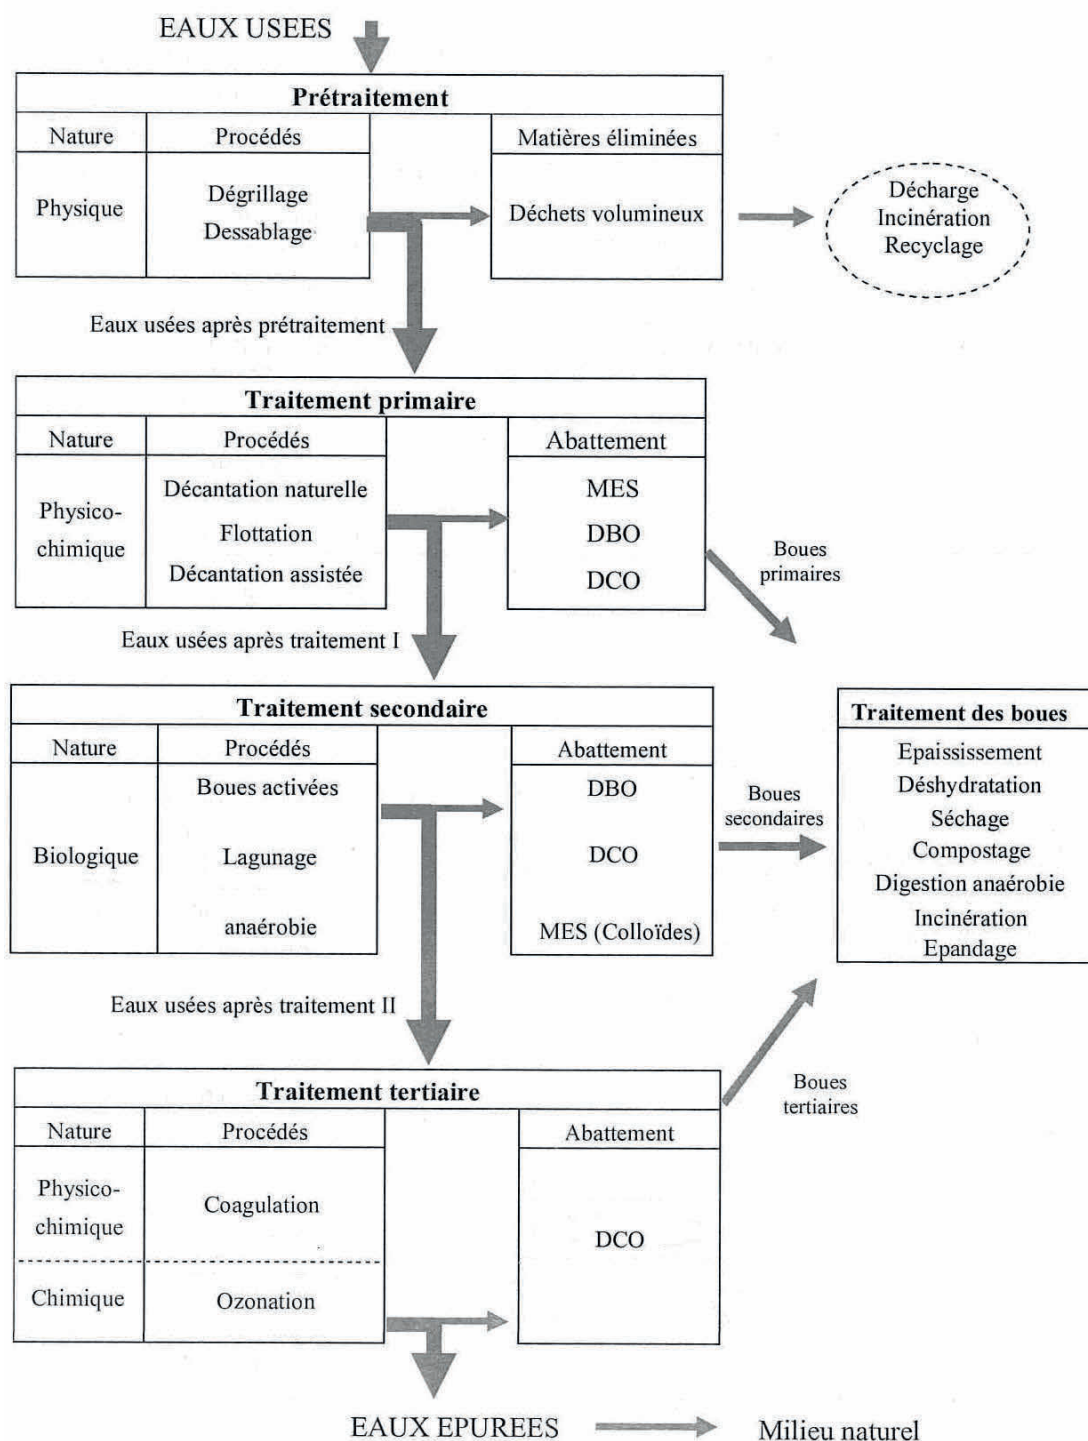 EAUX USEES
Prétraitement
Nature
Procédés
Matières éliminées
Physique
Dégrillage
Dessablage
Déchets volumineux
Décharge
Incinération
Recyclage
Eaux usées après prétraitement
Traitement primaire
Nature
Procédés
Abattement
Physico-
chimique
Décantation naturelle
Flottation
Décantation assistée
MES
DBO
DCO
Boues
primaires
Eaux usées après traitement I
Traitement secondaire
Nature
Procédés
Abattement
Biologique
Boues activées
Lagunage
anaérobie
DBO
DCO
MES (Colloïdes)
Boues
secondaires
Traitement des boues
Epaississement
Déshydratation
Séchage
Compostage
Digestion anaérobie
Incinération
Epandage
Eaux usées après traitement II
Traitement tertiaire
Nature
Procédés
Abattement
Physico-
chimique
Coagulation
Chimique
Ozonation
DCO
Boues
tertiaires
EAUX EPUREES
Milieu naturel